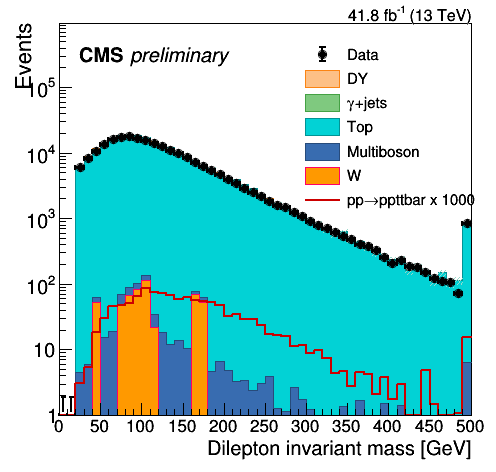 41.8 fb⁻¹ (13 TeV)
Events
CMS preliminary
Data
DY
γ+jets
Top
Multiboson
W
pp→ppttbar x 1000
10⁵
10⁴
10³
10²
10
1
0 50 100 150 200 250 300 350 400 450 500
Dilepton invariant mass [GeV]